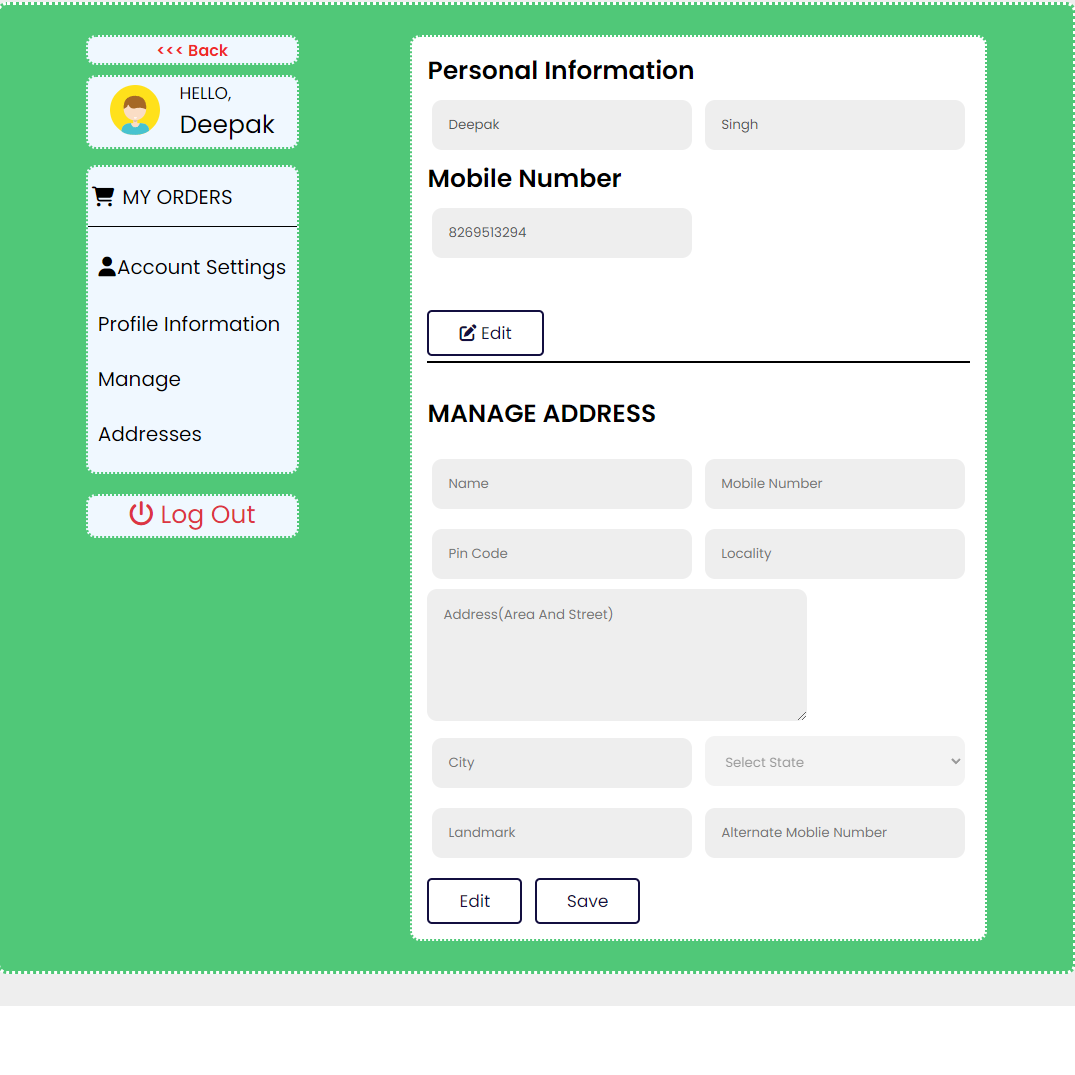 <<< Back
HELLO,
Deepak
MY ORDERS
Account Settings
Profile Information
Manage
Addresses
Log Out
Personal Information
Deepak Singh
Mobile Number
8269513294
Edit
MANAGE ADDRESS
Name Mobile Number
Pin Code Locality
Address(Area And Street)
City Select State
Landmark Alternate Moblie Number
Edit Save